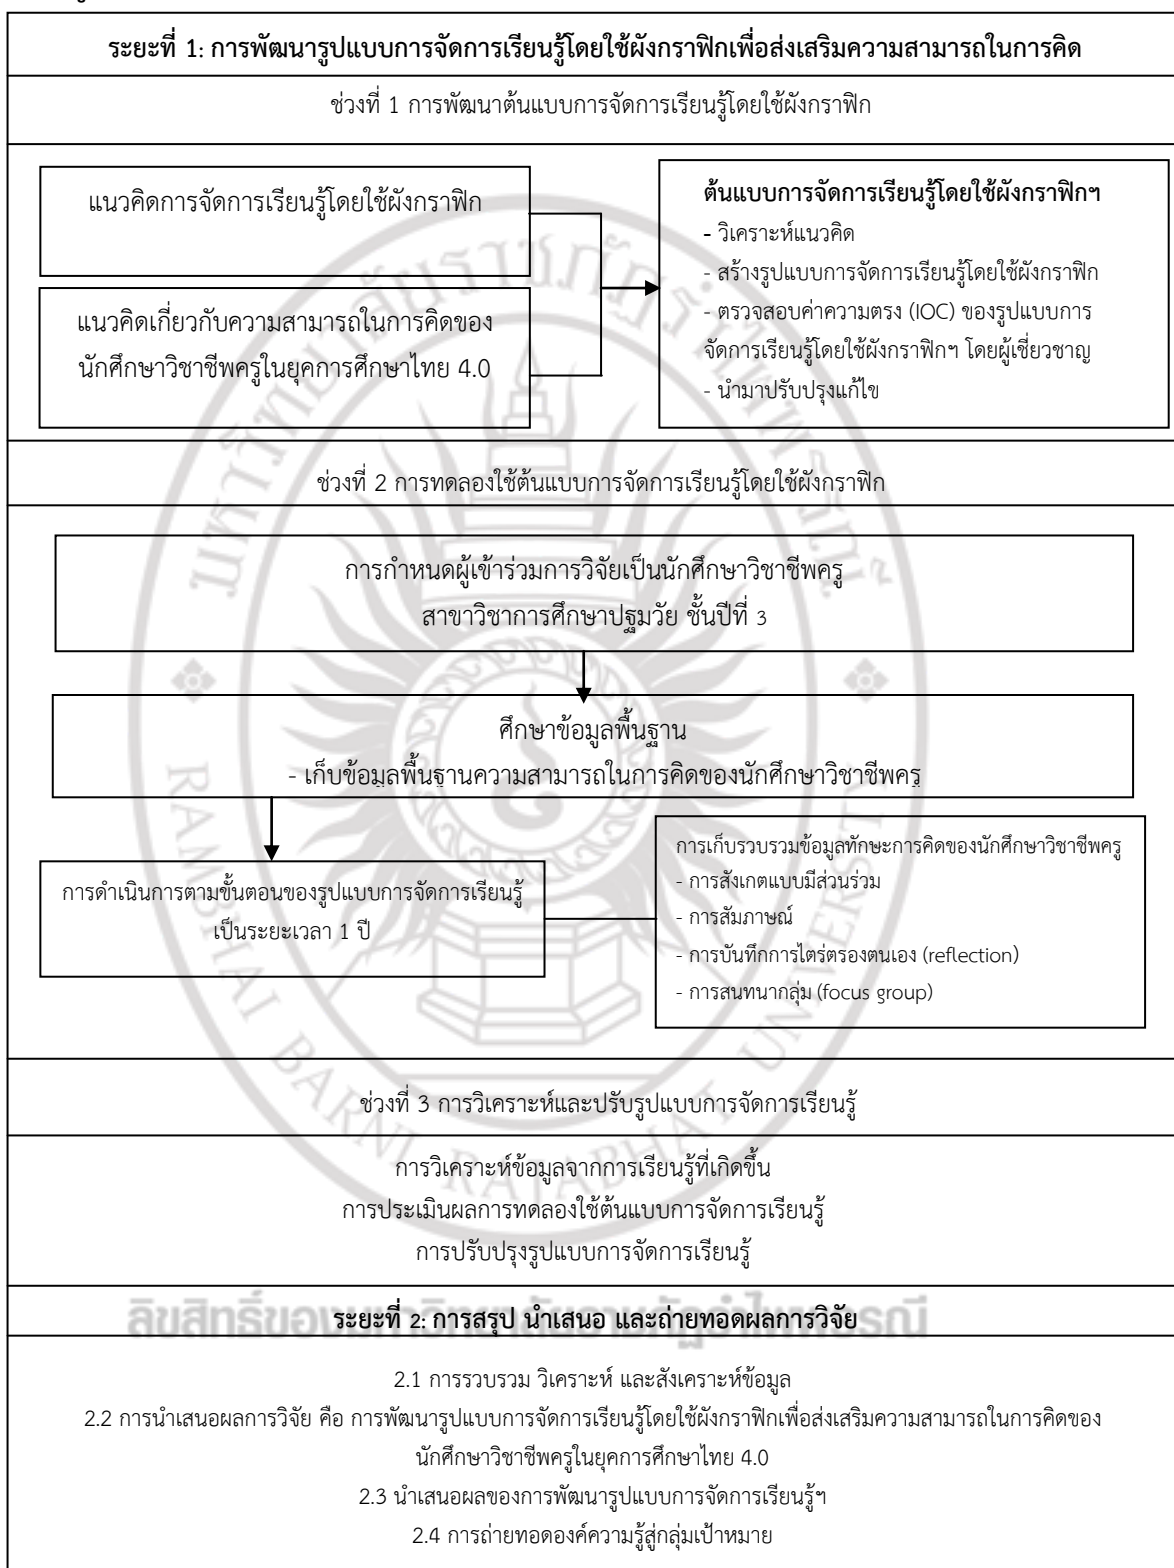 ระยะที่ 1: การพัฒนารูปแบบการจัดการเรียนรู้โดยใช้ผังกราฟิกเพื่อส่งเสริมความสามารถในการคิด
ช่วงที่ 1 การพัฒนาต้นแบบการจัดการเรียนรู้โดยใช้ผังกราฟิก
แนวคิดการจัดการเรียนรู้โดยใช้ผังกราฟิก
แนวคิดเกี่ยวกับความสามารถในการคิดของ
นักศึกษาวิชาชีพครูในยุคการศึกษาไทย 4.0
ต้นแบบการจัดการเรียนรู้โดยใช้ผังกราฟิกฯ
- วิเคราะห์แนวคิด
- สร้างรูปแบบการจัดการเรียนรู้โดยใช้ผังกราฟิก
- ตรวจสอบค่าความตรง (IOC) ของรูปแบบการ
จัดการเรียนรู้โดยใช้ผังกราฟิกฯ โดยผู้เชี่ยวชาญ
- นำมาปรับปรุงแก้ไข
ช่วงที่ 2 การทดลองใช้ต้นแบบการจัดการเรียนรู้โดยใช้ผังกราฟิก
การกำหนดผู้เข้าร่วมการวิจัยเป็นนักศึกษาวิชาชีพครู
สาขาวิชาการศึกษาปฐมวัย ชั้นปีที่ 3
ศึกษาข้อมูลพื้นฐาน
- เก็บข้อมูลพื้นฐานความสามารถในการคิดของนักศึกษาวิชาชีพครู
การดำเนินการตามขั้นตอนของรูปแบบการจัดการเรียนรู้
เป็นระยะเวลา 1 ปี
การเก็บรวบรวมข้อมูลทักษะการคิดของนักศึกษาวิชาชีพครู
- การสังเกตแบบมีส่วนร่วม
- การสัมภาษณ์
- การบันทึกการไตร่ตรองตนเอง (reflection)
- การสนทนากลุ่ม (focus group)
ช่วงที่ 3 การวิเคราะห์และปรับรูปแบบการจัดการเรียนรู้
การวิเคราะห์ข้อมูลจากการเรียนรู้ที่เกิดขึ้น
การประเมินผลการทดลองใช้ต้นแบบการจัดการเรียนรู้
การปรับปรุงรูปแบบการจัดการเรียนรู้
ระยะที่ 2: การสรุป นำเสนอ และถ่ายทอดผลการวิจัย
2.1 การรวบรวม วิเคราะห์ และสังเคราะห์ข้อมูล
2.2 การนำเสนอผลการวิจัย คือ การพัฒนารูปแบบการจัดการเรียนรู้โดยใช้ผังกราฟิกเพื่อส่งเสริมความสามารถในการคิดของ
นักศึกษาวิชาชีพครูในยุคการศึกษาไทย 4.0
2.3 นำเสนอผลของการพัฒนารูปแบบการจัดการเรียนรู้ฯ
2.4 การถ่ายทอดองค์ความรู้สู่กลุ่มเป้าหมาย
มหาวิทยาลัยราชภัฏรำไพพรรณี
RAMBHAI BARNI RAJABHAT UNIVERSITY
ลิขสิทธิ์ของมหาวิทยาลัยราชภัฏรำไพพรรณี